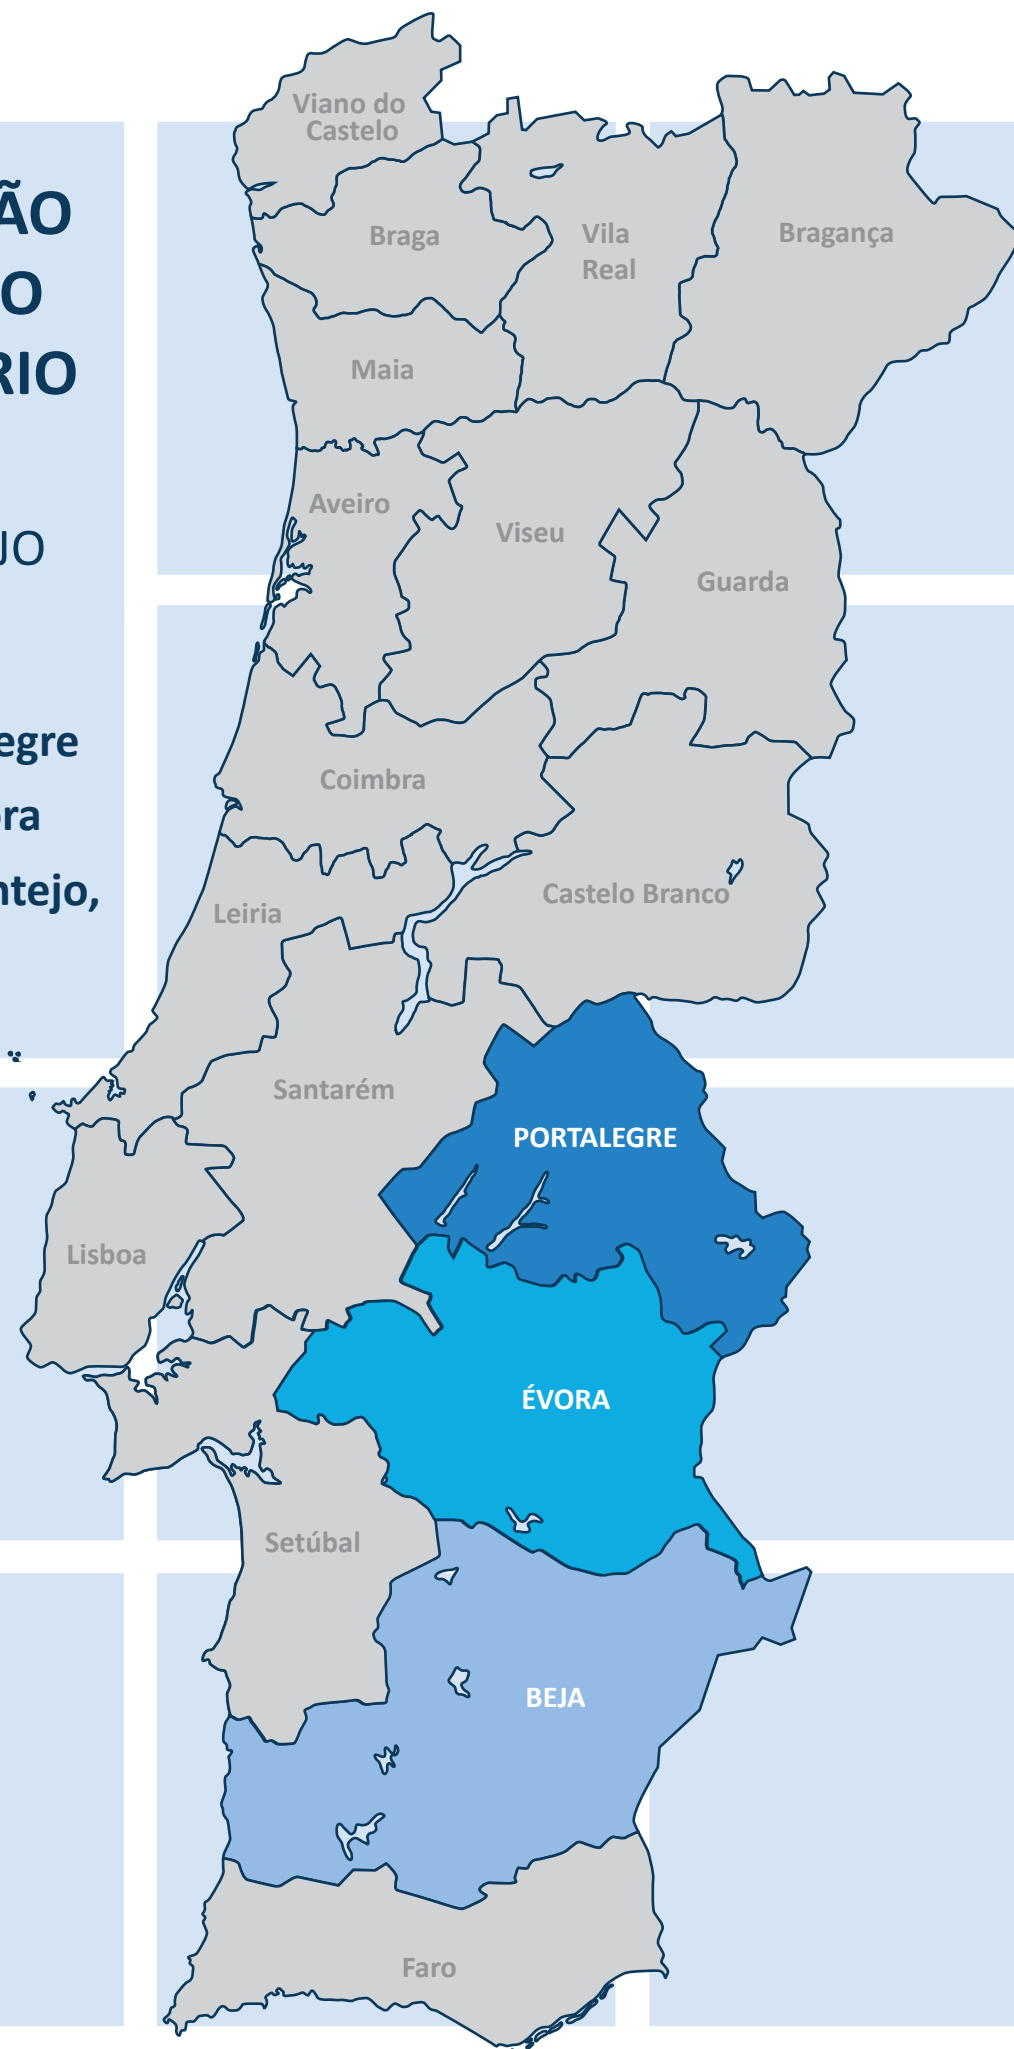 ÃO
O
RIO
JO
egre
ora
ntejo,
Viano do
Castelo
Braga
Vila
Real
Bragança
Maia
Aveiro
Viseu
Guarda
Coimbra
Castelo Branco
Leiria
Santarém
PORTALEGRE
Lisboa
ÉVORA
Setúbal
BEJA
Faro